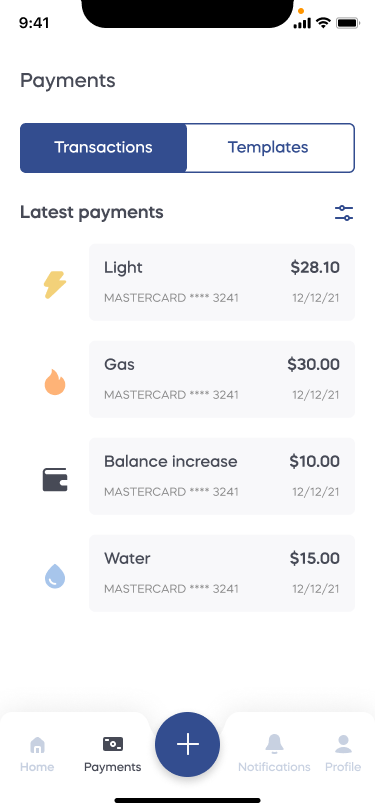 9:41
Payments
Transactions
Templates
Latest payments
Light $28.10
MASTERCARD **** 3241 12/12/21
Gas $30.00
MASTERCARD **** 3241 12/12/21
Balance increase $10.00
MASTERCARD **** 3241 12/12/21
Water $15.00
MASTERCARD **** 3241 12/12/21
Home
Payments
Notifications
Profile